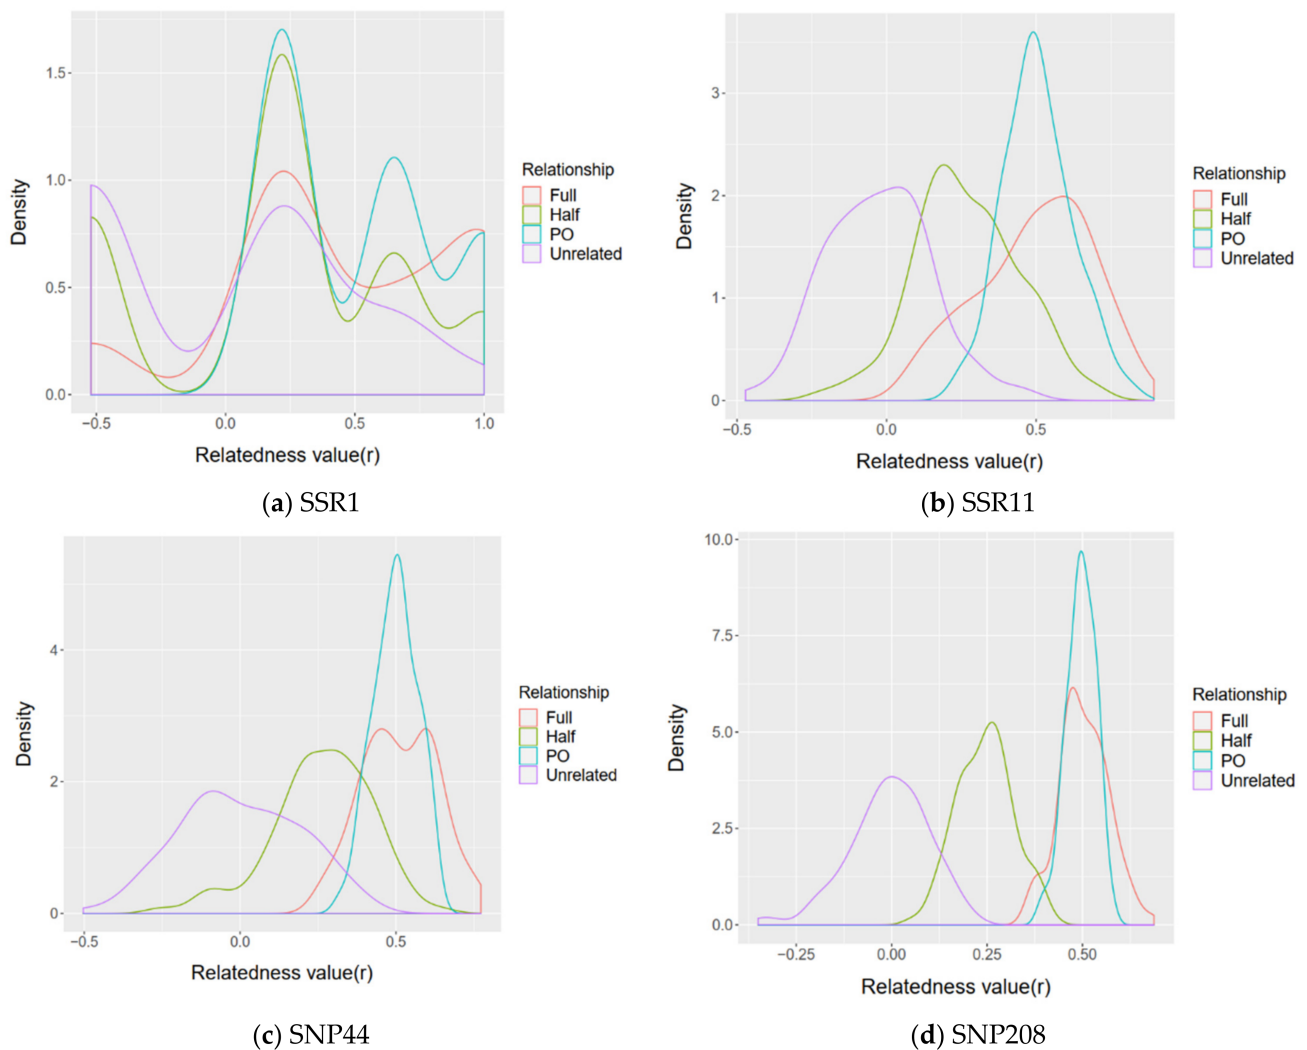 Density
1.5
1.0
0.5
0.0
−0.5
0.0
0.5
1.0
Relatedness value(r)
Relationship
Full
Half
PO
Unrelated
(a) SSR1
Density
3
2
1
0
−0.5
0.0
0.5
Relatedness value(r)
Relationship
Full
Half
PO
Unrelated
(b) SSR11
Density
4
2
0
−0.5
0.0
0.5
Relatedness value(r)
Relationship
Full
Half
PO
Unrelated
(c) SNP44
Density
10.0
7.5
5.0
2.5
0.0
−0.25
0.00
0.25
0.50
Relatedness value(r)
Relationship
Full
Half
PO
Unrelated
(d) SNP208